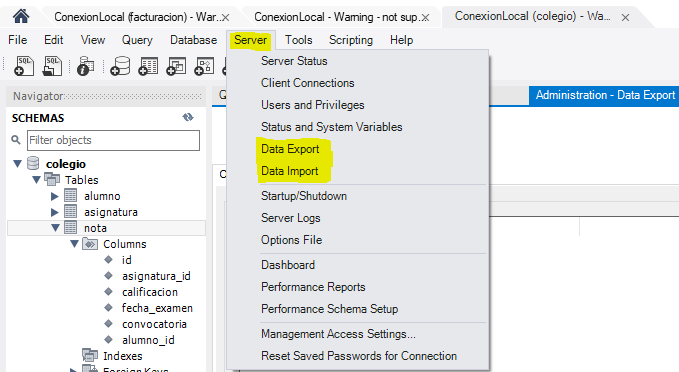 ConexionLocal (facturacion) - War...
ConexionLocal - Warning - not sup...
ConexionLocal (colegio) - Wa...
File Edit View Query Database Server Tools Scripting Help
SQL SQL
Navigator
SCHEMAS
Filter objects
colegio
Tables
alumno
asignatura
nota
Columns
id
asignatura_id
calificacion
fecha_examen
convocatoria
alumno_id
Indexes
Foreign Keys
Server Status
Client Connections
Users and Privileges
Status and System Variables
Data Export
Data Import
Startup/Shutdown
Server Logs
Options File
Dashboard
Performance Reports
Performance Schema Setup
Management Access Settings...
Reset Saved Passwords for Connection
Administration - Data Export